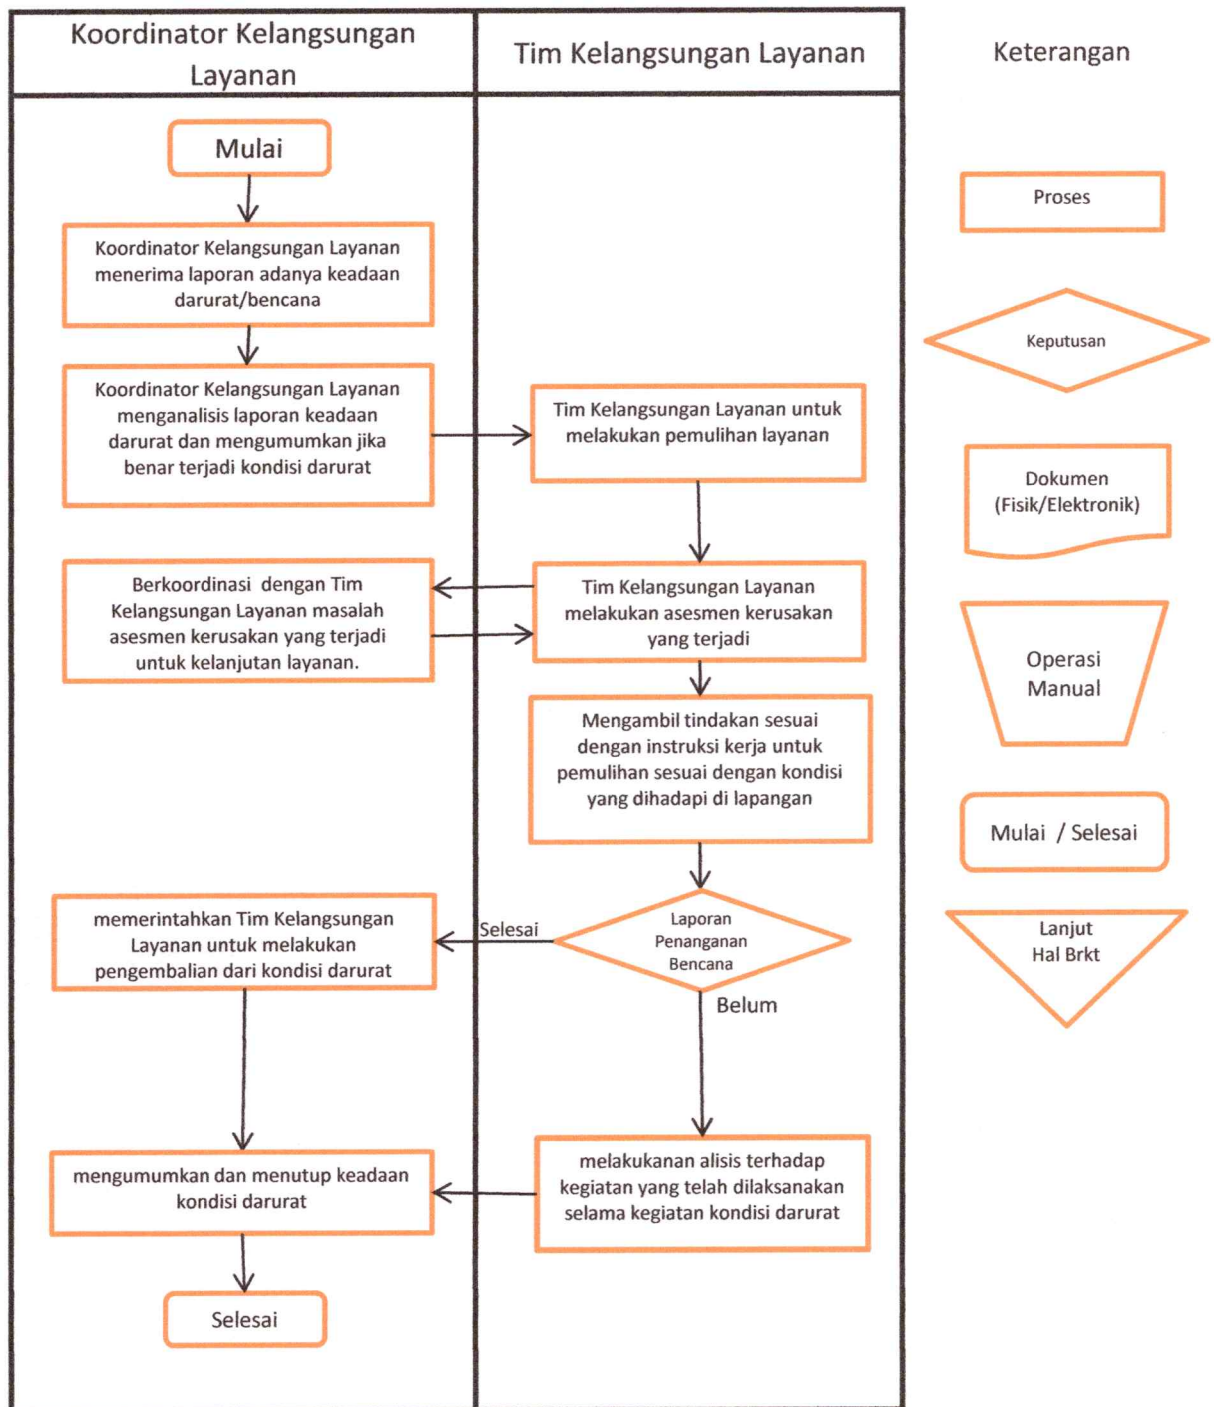 Koordinator Kelangsungan
Layanan
Tim Kelangsungan Layanan
Keterangan
Mulai
Koordinator Kelangsungan Layanan
menerima laporan adanya keadaan
darurat/bencana
Koordinator Kelangsungan Layanan
menganalisis laporan keadaan
darurat dan mengumumkan jika
benar terjadi kondisi darurat
Tim Kelangsungan Layanan untuk
melakukan pemulihan layanan
Berkoordinasi dengan Tim
Kelangsungan Layanan masalah
asesmen kerusakan yang terjadi
untuk kelanjutan layanan.
Tim Kelangsungan Layanan
melakukan asesmen kerusakan
yang terjadi
Mengambil tindakan sesuai
dengan instruksi kerja untuk
pemulihan sesuai dengan kondisi
yang dihadapi di lapangan
Laporan
Penanganan
Bencana
Selesai
Belum
memerintahkan Tim Kelangsungan
Layanan untuk melakukan
pengembalian dari kondisi darurat
melakukanan alisis terhadap
kegiatan yang telah dilaksanakan
selama kegiatan kondisi darurat
mengumumkan dan menutup keadaan
kondisi darurat
Selesai
Proses
Keputusan
Dokumen
(Fisik/Elektronik)
Operasi
Manual
Mulai / Selesai
Lanjut
Hal Brkt